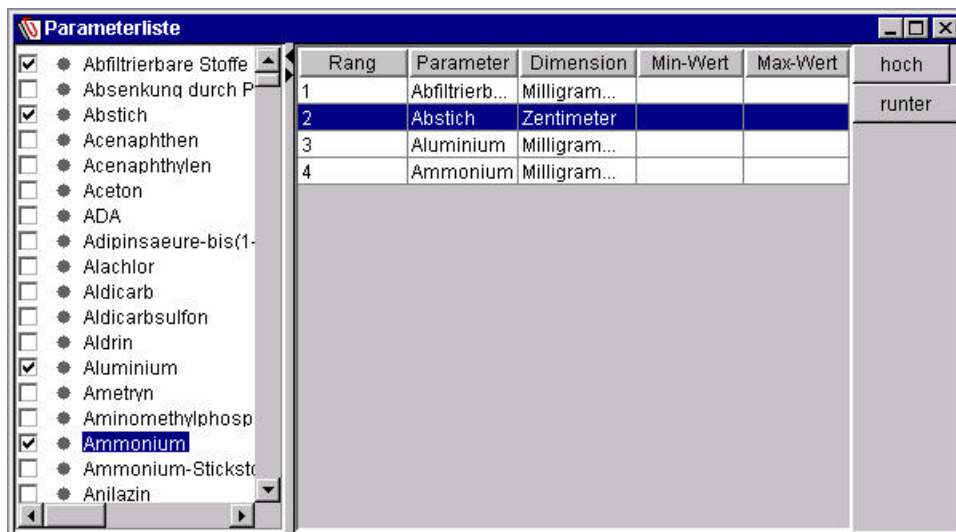 Parameterliste
Abfiltrierbare Stoffe
Absenkung durch P
Abstich
Acenaphthen
Acenaphthylen
Aceton
ADA
Adipinsaeure-bis(1-
Alachlor
Aldicarb
Aldicarbsulfon
Aldrin
Aluminium
Ametryn
Aminomethylphosp
Ammonium
Ammonium-Sticksto
Anilazin
Rang Parameter Dimension Min-Wert Max-Wert
1 Abfiltrierb... Milligram...
2 Abstich Zentimeter
3 Aluminium Milligram...
4 Ammonium Milligram...
hoch
runter